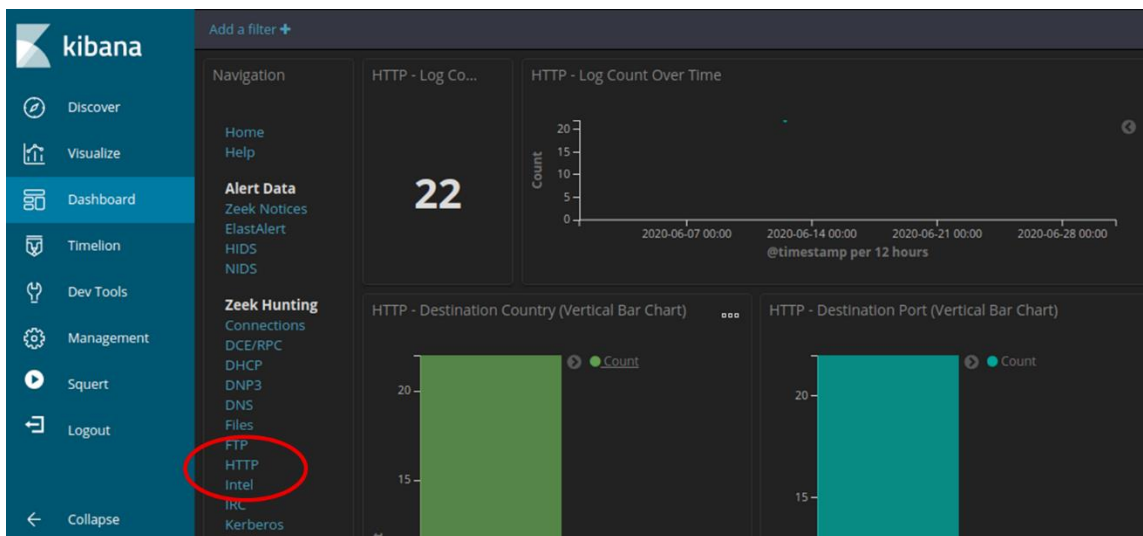 kibana
Discover
Visualize
Dashboard
Timelion
Dev Tools
Management
Squert
Logout
Collapse
Add a filter +
Navigation
Home
Help
Alert Data
Zeek Notices
ElastAlert
HIDS
NIDS
Zeek Hunting
Connections
DCE/RPC
DHCP
DNP3
DNS
Files
FTP
HTTP
Intel
IRC
Kerberos
HTTP - Log Co...
22
HTTP - Log Count Over Time
Count
20
15
10
5
0
2020-06-07 00:00 2020-06-14 00:00 2020-06-21 00:00 2020-06-28 00:00
@timestamp per 12 hours
HTTP - Destination Country (Vertical Bar Chart)
Count
20
15
HTTP - Destination Port (Vertical Bar Chart)
Count
20
15